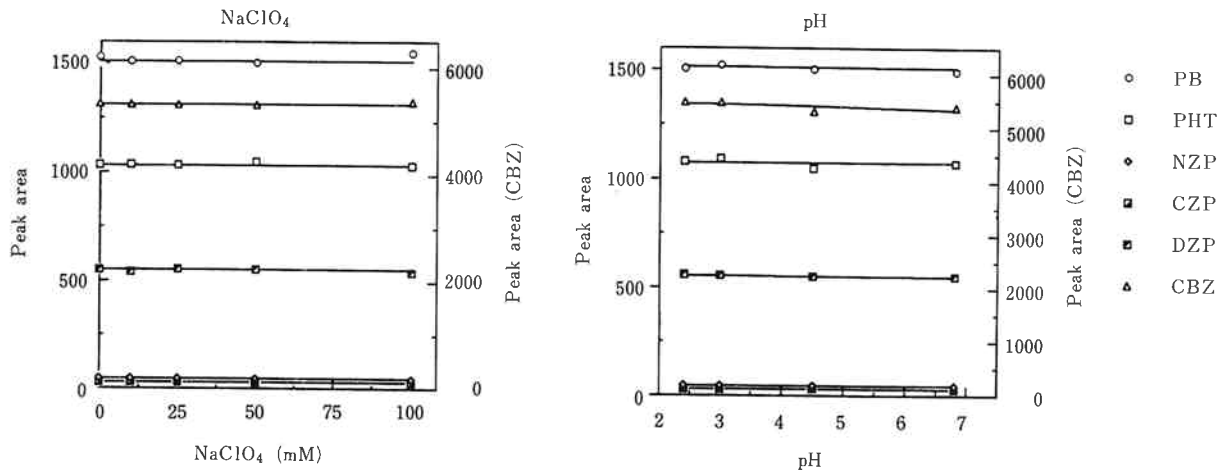 NaClO4
1500
1000
500
0
Peak area
6000
4000
2000
0
Peak area (CBZ)
0 25 50 75 100
NaClO4 (mM)
pH
1500
1000
500
0
Peak area
6000
5000
4000
3000
2000
1000
0
Peak area (CBZ)
2 3 4 5 6 7
pH
PB
PHT
NZP
CZP
DZP
CBZ